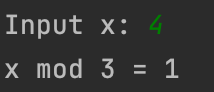 Input x: 4
x mod 3 = 1